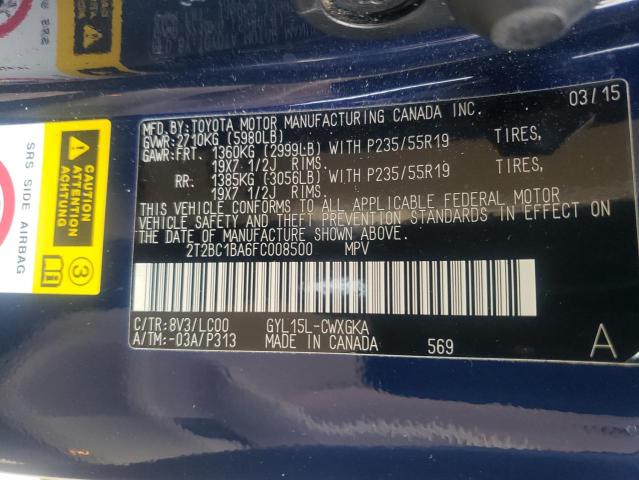 MFD. BY: TOYOTA MOTOR MANUFACTURING CANADA INC. 03/15
GVWR: 2710KG (5980LB)
GAWR: FRT. 1360KG (2999LB) WITH P235/55R19 TIRES,
19X7 1/2J RIMS.
RR. 1385KG (3056LB) WITH P235/55R19 TIRES,
19X7 1/2J RIMS.
THIS VEHICLE CONFORMS TO ALL APPLICABLE FEDERAL MOTOR
VEHICLE SAFETY AND THEFT PREVENTION STANDARDS IN EFFECT ON
THE DATE OF MANUFACTURE SHOWN ABOVE.
2T2BC1BA6FC008500 MPV
C/TR: 8V3/LC00 GYL15L-CWXGKA
A/TM: -03A/P313 MADE IN CANADA 569 A
CAUTION
ATTENTION
ACHTUNG
3
SRS SIDE AIRBAG